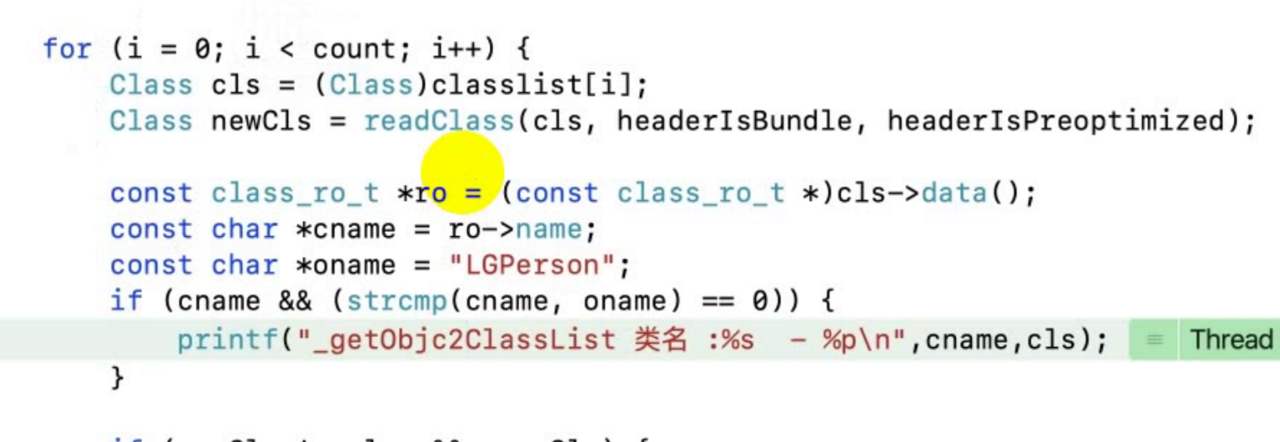 for (i = 0; i < count; i++) {
Class cls = (Class)classlist[i];
Class newCls = readClass(cls, headerIsBundle, headerIsPreoptimized);
const class_ro_t *ro = (const class_ro_t *)cls->data();
const char *cname = ro->name;
const char *oname = "LGPerson";
if (cname && (strcmp(cname, oname) == 0)) {
printf("_getObjc2ClassList 类名 :%s  - %p\n",cname,cls); Thread
}